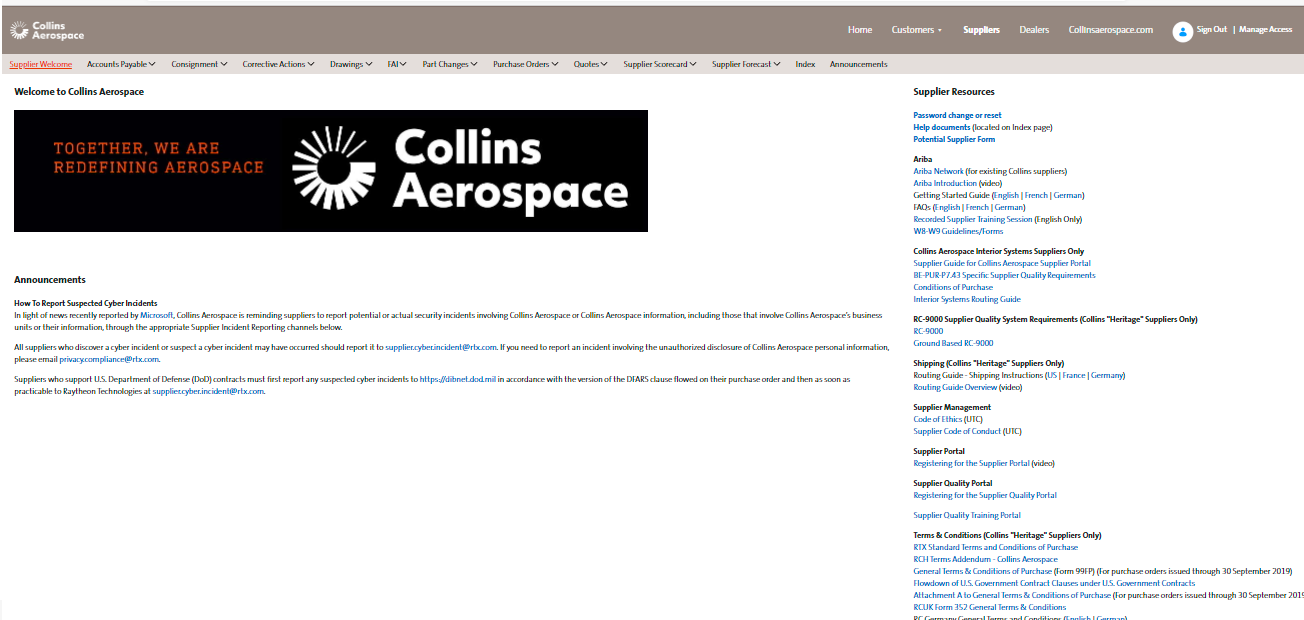 Collins
Aerospace
Home Customers Suppliers Dealers Collinsaerospace.com Sign Out | Manage Access
Supplier Welcome Accounts Payable Consignment Corrective Actions Drawings FAI Part Changes Purchase Orders Quotes Supplier Scorecard Supplier Forecast Index Announcements
Welcome to Collins Aerospace
TOGETHER, WE ARE
REDEFINING AEROSPACE
Collins
Aerospace
Announcements
How To Report Suspected Cyber Incidents
In light of news recently reported by Microsoft, Collins Aerospace is reminding suppliers to report potential or actual security incidents involving Collins Aerospace or Collins Aerospace information, including those that involve Collins Aerospace's business
units or their information, through the appropriate Supplier Incident Reporting channels below.
All suppliers who discover a cyber incident or suspect a cyber incident may have occurred should report it to supplier.cyber.incident@rtx.com. If you need to report an incident involving the unauthorized disclosure of Collins Aerospace personal information,
please email privacy.compliance@rtx.com.
Suppliers who support U.S. Department of Defense (DoD) contracts must first report any suspected cyber incidents to https://dibnet.dod.mil in accordance with the version of the DFARS clause flowed on their purchase order and then as soon as
practicable to Raytheon Technologies at supplier.cyber.incident@rtx.com.
Supplier Resources
Password change or reset
Help documents (located on Index page)
Potential Supplier Form
Ariba
Ariba Network (for existing Collins suppliers)
Ariba Introduction (video)
Getting Started Guide (English | French | German)
FAQs (English | French | German)
Recorded Supplier Training Session (English Only)
W8-W9 Guidelines/Forms
Collins Aerospace Interior Systems Suppliers Only
Supplier Guide for Collins Aerospace Supplier Portal
BE-PUR-P7.43 Specific Supplier Quality Requirements
Conditions of Purchase
Interior Systems Routing Guide
RC-9000 Supplier Quality System Requirements (Collins "Heritage" Suppliers Only)
RC-9000
Ground Based RC-9000
Shipping (Collins "Heritage" Suppliers Only)
Routing Guide - Shipping Instructions (US | France | Germany)
Routing Guide Overview (video)
Supplier Management
Code of Ethics (UTC)
Supplier Code of Conduct (UTC)
Supplier Portal
Registering for the Supplier Portal (video)
Supplier Quality Portal
Registering for the Supplier Quality Portal
Supplier Quality Training Portal
Terms & Conditions (Collins "Heritage" Suppliers Only)
RTX Standard Terms and Conditions of Purchase
RCH Terms Addendum - Collins Aerospace
General Terms & Conditions of Purchase (Form 99FP) (For purchase orders issued through 30 September 2019)
Flowdown of U.S. Government Contract Clauses under U.S. Government Contracts
Attachment A to General Terms & Conditions of Purchase (For purchase orders issued through 30 September 2019
RCUK Form 352 General Terms & Conditions
RC Germany General Terms and Conditions (English | German)